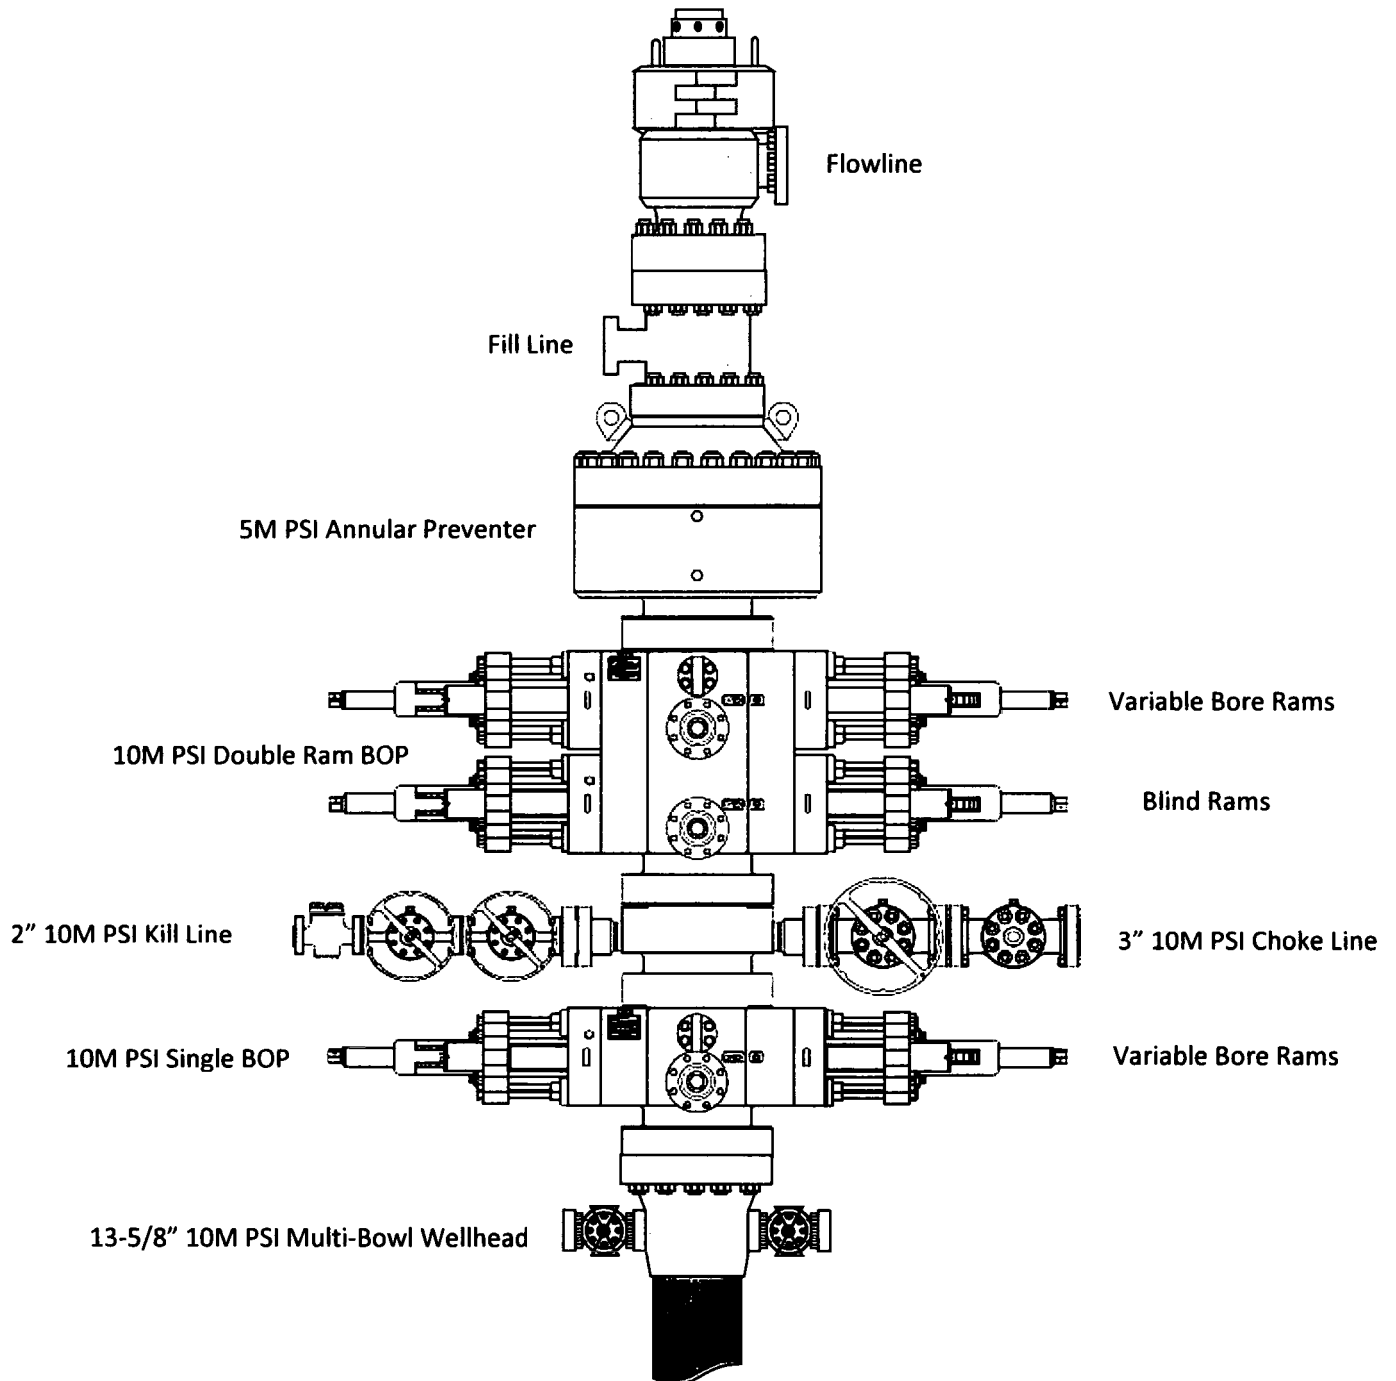 Flowline
Fill Line
5M PSI Annular Preventer
Variable Bore Rams
10M PSI Double Ram BOP
Blind Rams
2” 10M PSI Kill Line
3” 10M PSI Choke Line
10M PSI Single BOP
Variable Bore Rams
13-5/8” 10M PSI Multi-Bowl Wellhead